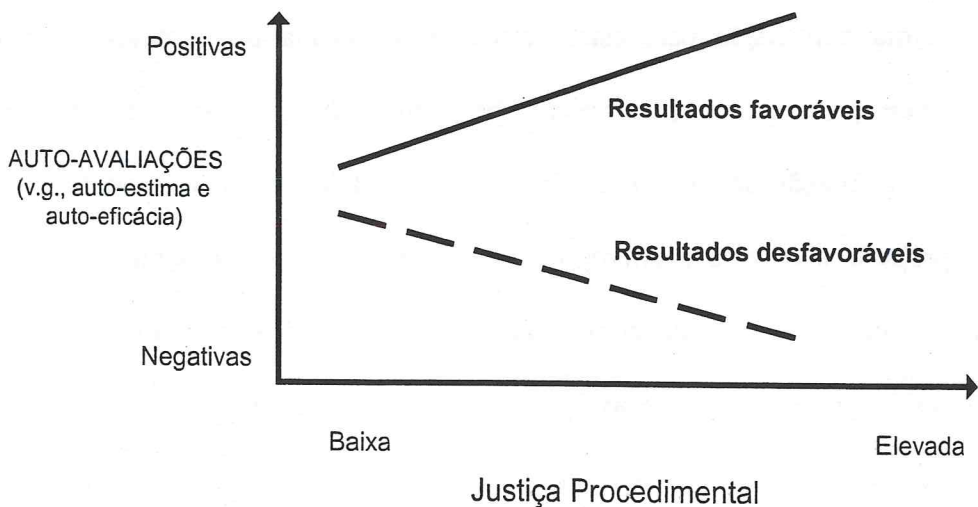 Positivas
Resultados favoráveis
AUTO-AVALIAÇÕES
(v.g., auto-estima e
auto-eficácia)
Resultados desfavoráveis
Negativas
Baixa
Elevada
Justiça Procedimental